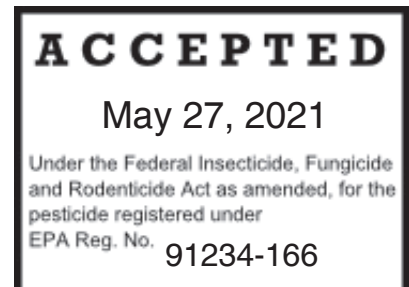 ACCEPTED
May 27, 2021
Under the Federal Insecticide, Fungicide
and Rodenticide Act as amended, for the
pesticide registered under
EPA Reg. No. 91234-166